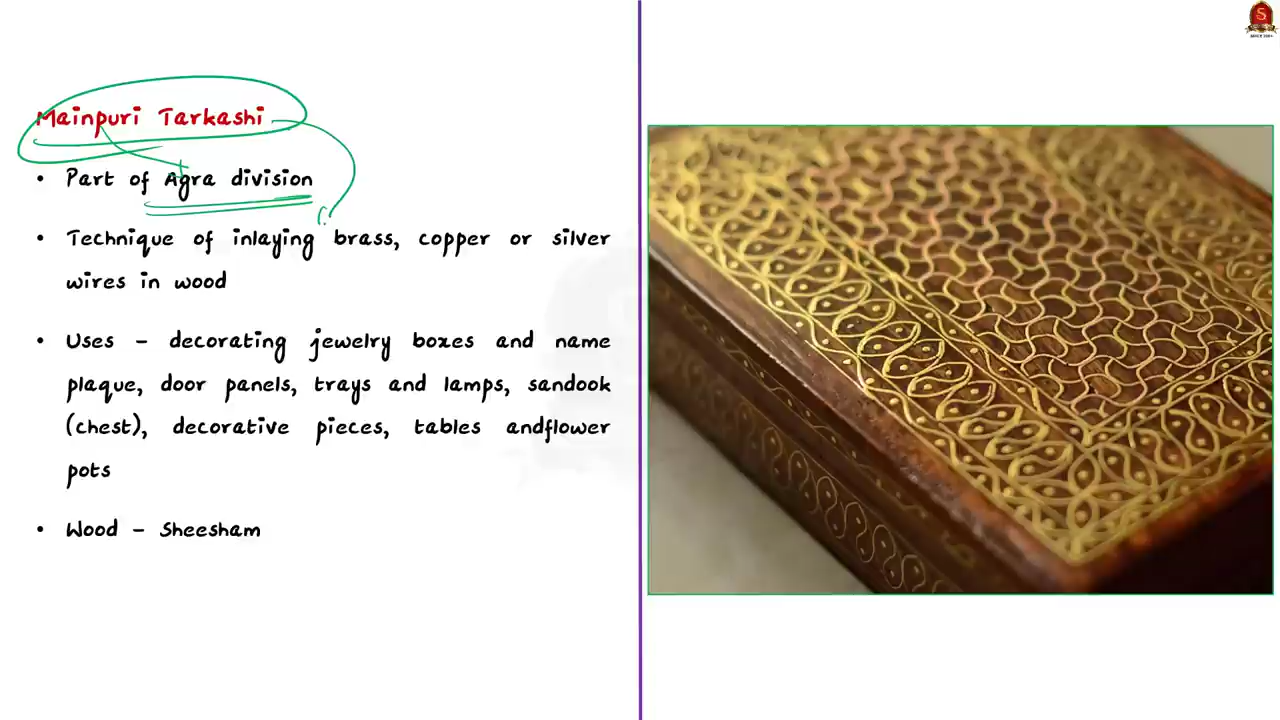 Mainpuri Tarkashi
• Part of Agra division
• Technique of inlaying brass, copper or silver
wires in wood
• Uses – decorating jewelry boxes and name
plaque, door panels, trays and lamps, sandook
(chest), decorative pieces, tables andflower
pots
• Wood – Sheesham